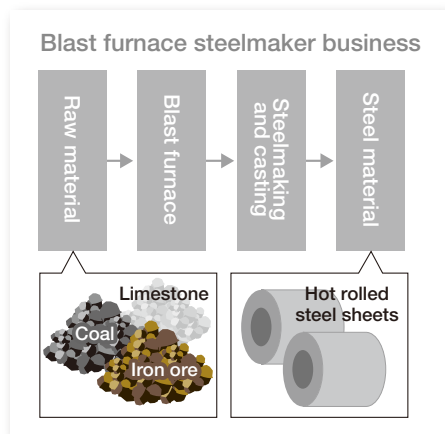 Blast furnace steelmaker business
Raw material
Blast furnace
Steelmaking
and casting
Steel material
Limestone
Coal
Iron ore
Hot rolled
steel sheets